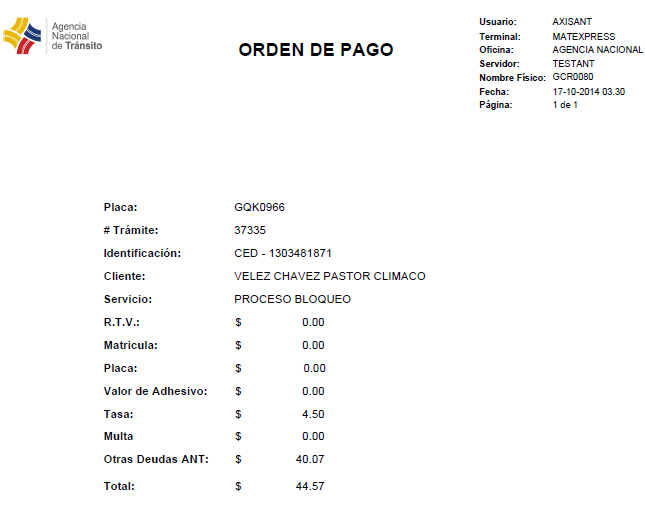 Agencia
Nacional
de Tránsito
ORDEN DE PAGO
Usuario: AXISANT
Terminal: MATEXPRESS
Oficina: AGENCIA NACIONAL
Servidor: TESTANT
Nombre Físico: GCR0080
Fecha: 17-10-2014 03.30
Página: 1 de 1
Placa: GQK0966
# Trámite: 37335
Identificación: CED - 1303481871
Cliente: VELEZ CHAVEZ PASTOR CLIMACO
Servicio: PROCESO BLOQUEO
R.T.V.: $ 0.00
Matricula: $ 0.00
Placa: $ 0.00
Valor de Adhesivo: $ 0.00
Tasa: $ 4.50
Multa $ 0.00
Otras Deudas ANT: $ 40.07
Total: $ 44.57